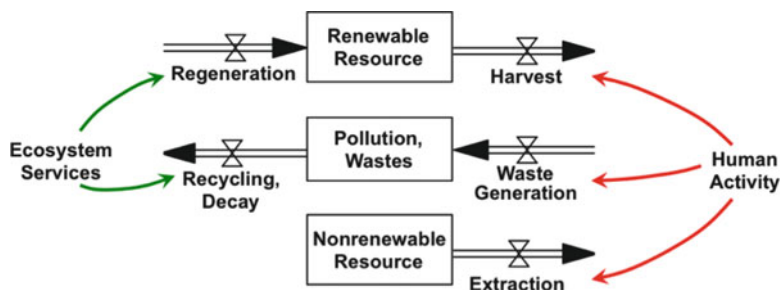 Renewable
Resource
Regeneration
Harvest
Ecosystem
Services
Pollution,
Wastes
Recycling,
Decay
Waste
Generation
Human
Activity
Nonrenewable
Resource
Extraction